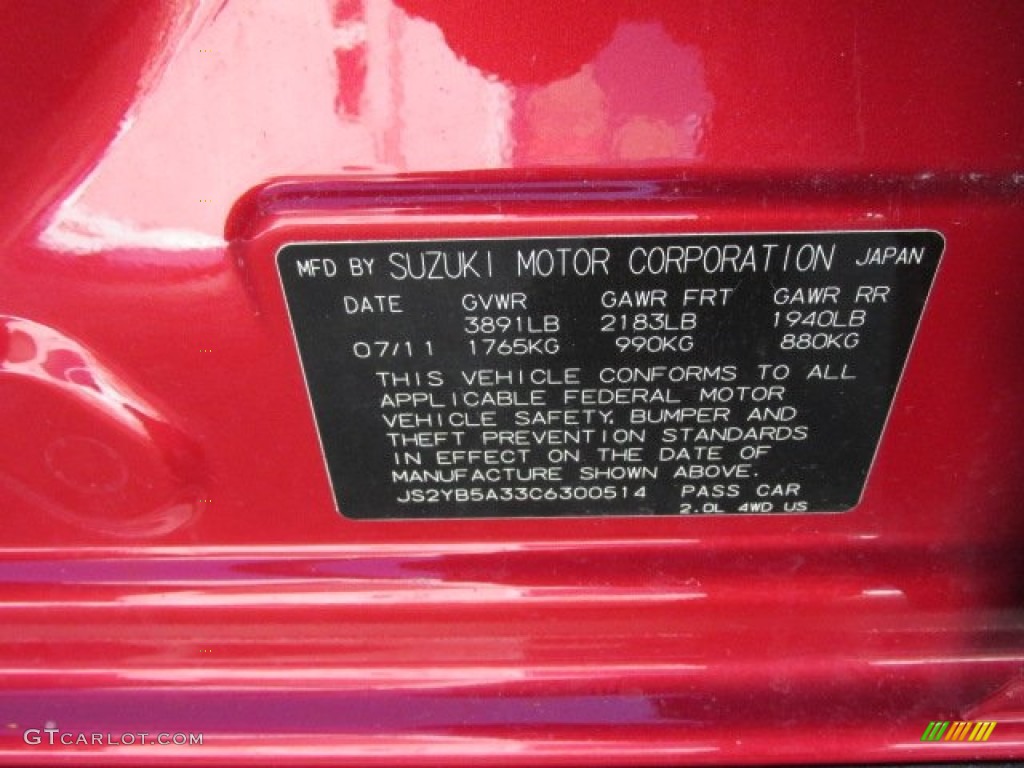 MFD BY SUZUKI MOTOR CORPORATION JAPAN
DATE GVWR GAWR FRT GAWR RR
3891LB 2183LB 1940LB
07/11 1765KG 990KG 880KG
THIS VEHICLE CONFORMS TO ALL
APPLICABLE FEDERAL MOTOR
VEHICLE SAFETY, BUMPER AND
THEFT PREVENTION STANDARDS
IN EFFECT ON THE DATE OF
MANUFACTURE SHOWN ABOVE.
JS2YB5A33C6300514 PASS CAR
2.0L 4WD US
GTCARLOT.COM